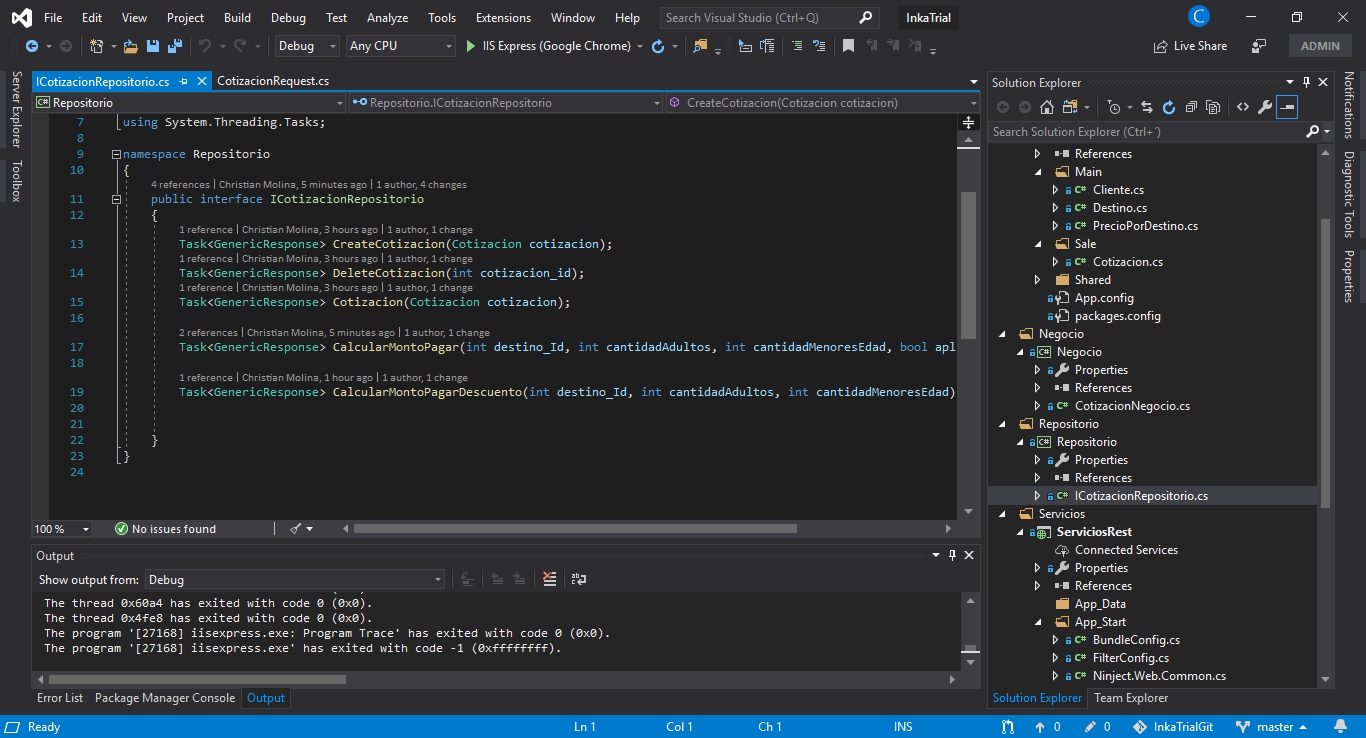 File Edit View Project Build Debug Test Analyze Tools Extensions Window Help Search Visual Studio (Ctrl+Q) InkaTrial C
Debug Any CPU IIS Express (Google Chrome) Live Share ADMIN
Server Explorer
Toolbox
ICotizacionRepositorio.cs CotizacionRequest.cs
C# Repositorio Repositorio.ICotizacionRepositorio CreateCotizacion(Cotizacion cotizacion)
7 using System.Threading.Tasks;
8
9 namespace Repositorio
10 {
4 references | Christian Molina, 5 minutes ago | 1 author, 4 changes
11 public interface ICotizacionRepositorio
12 {
1 reference | Christian Molina, 3 hours ago | 1 author, 1 change
13 Task<GenericResponse> CreateCotizacion(Cotizacion cotizacion);
1 reference | Christian Molina, 3 hours ago | 1 author, 1 change
14 Task<GenericResponse> DeleteCotizacion(int cotizacion_id);
1 reference | Christian Molina, 3 hours ago | 1 author, 1 change
15 Task<GenericResponse> Cotizacion(Cotizacion cotizacion);
16
2 references | Christian Molina, 5 minutes ago | 1 author, 1 change
17 Task<GenericResponse> CalcularMontoPagar(int destino_Id, int cantidadAdultos, int cantidadMenoresEdad, bool apl
18
1 reference | Christian Molina, 1 hour ago | 1 author, 1 change
19 Task<GenericResponse> CalcularMontoPagarDescuento(int destino_Id, int cantidadAdultos, int cantidadMenoresEdad)
20
21
22 }
23 }
24
100 % No issues found
Output
Show output from: Debug
The thread 0x60a4 has exited with code 0 (0x0).
The thread 0x4fe8 has exited with code 0 (0x0).
The program '[27168] iisexpress.exe: Program Trace' has exited with code 0 (0x0).
The program '[27168] iisexpress.exe' has exited with code -1 (0xffffffff).
Error List Package Manager Console Output
Solution Explorer
Search Solution Explorer (Ctrl+´)
References
Main
C# Cliente.cs
C# Destino.cs
C# PrecioPorDestino.cs
Sale
C# Cotizacion.cs
Shared
App.config
packages.config
Negocio
C# Negocio
Properties
References
C# CotizacionNegocio.cs
Repositorio
C# Repositorio
Properties
References
C# ICotizacionRepositorio.cs
Servicios
ServiciosRest
Connected Services
Properties
References
App_Data
App_Start
C# BundleConfig.cs
C# FilterConfig.cs
C# Ninject.Web.Common.cs
Solution Explorer Team Explorer
Notifications
Diagnostic Tools
Properties
Ready Ln 1 Col 1 Ch 1 INS 0 0 InkaTrialGit master